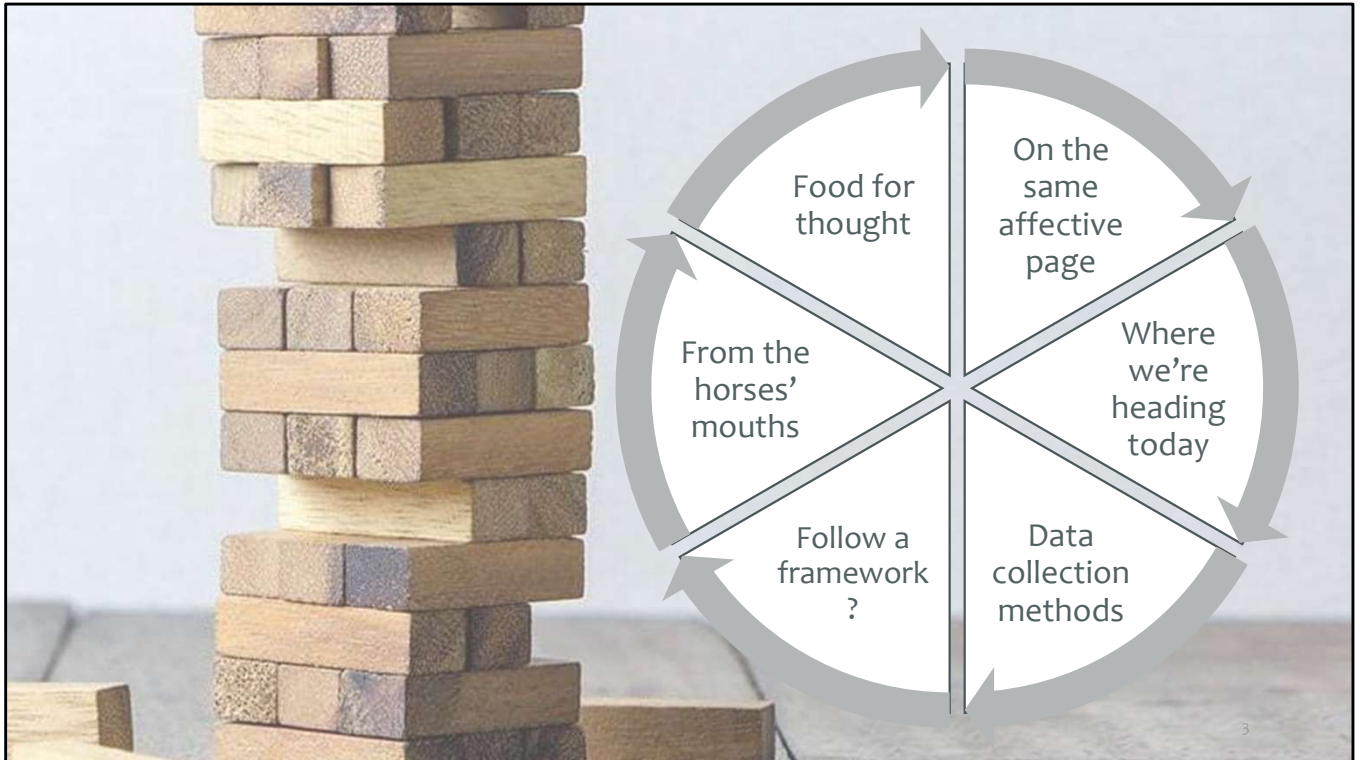 On the
same
affective
page
Where
we’re
heading
today
Data
collection
methods
Follow a
framework
?
From the
horses’
mouths
Food for
thought
3